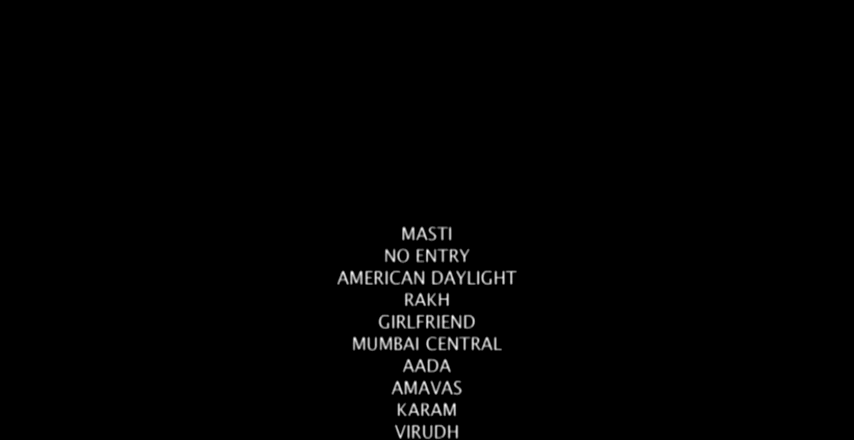 MASTI
NO ENTRY
AMERICAN DAYLIGHT
RAKH
GIRLFRIEND
MUMBAI CENTRAL
AADA
AMAVAS
KARAM
VIRUDH